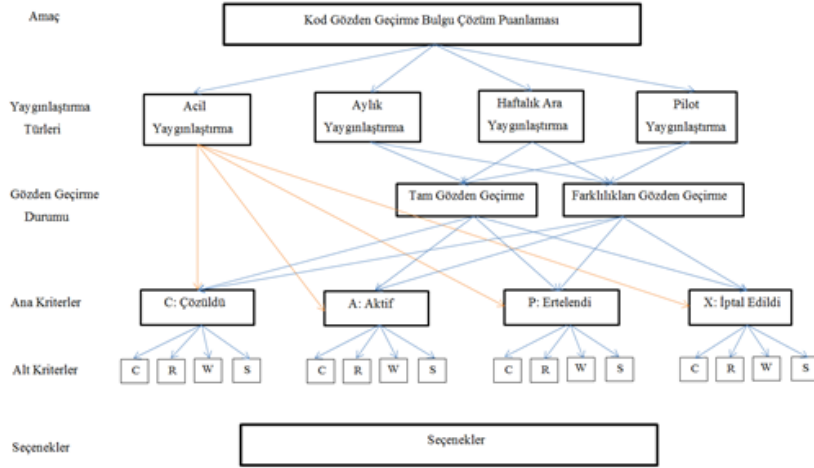 Amaç
Kod Gözden Geçirme Bulgu Çözüm Puanlaması
Yaygınlaştırma
Türleri
Acil
Yaygınlaştırma
Aylık
Yaygınlaştırma
Haftalık Ara
Yaygınlaştırma
Pilot
Yaygınlaştırma
Gözden Geçirme
Durumu
Tam Gözden Geçirme
Farklılıkları Gözden Geçirme
Ana Kriterler
C: Çözüldü
A: Aktif
P: Ertelendi
X: İptal Edildi
Alt Kriterler
C R W S
C R W S
C R W S
C R W S
Seçenekler
Seçenekler